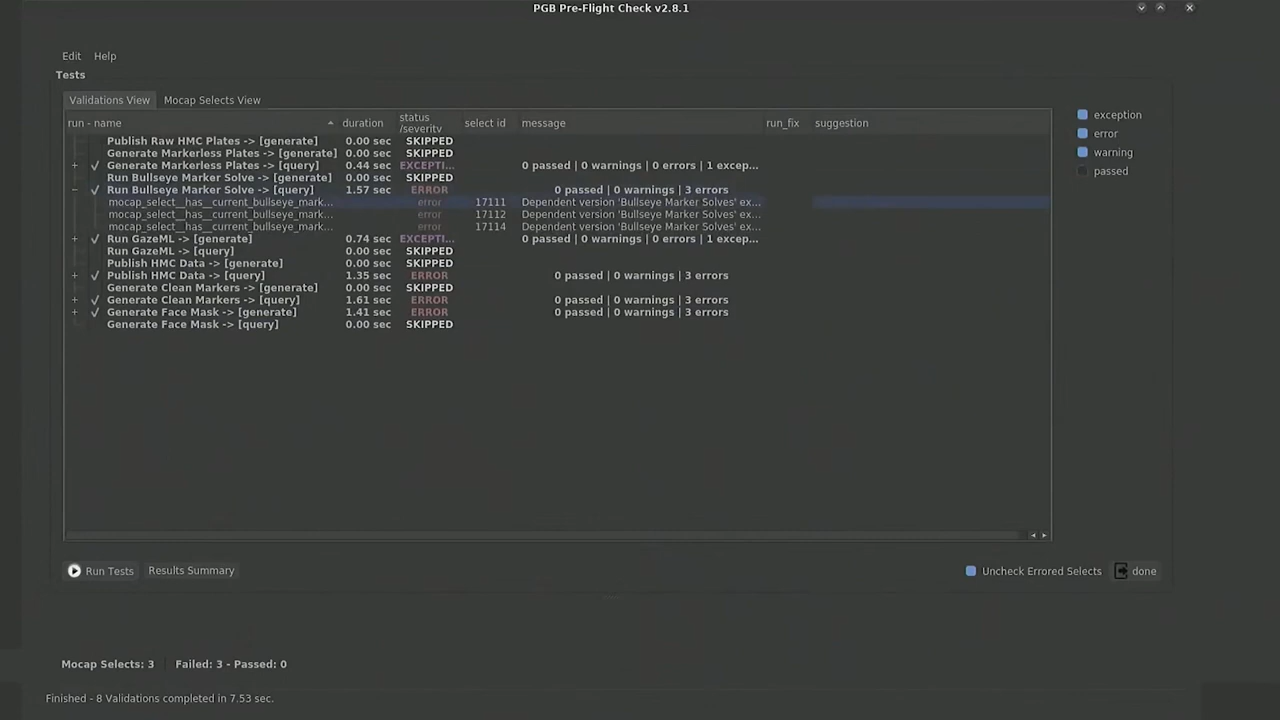 PGB Pre-Flight Check v2.8.1
Edit Help
Tests
Validations View Mocap Selects View
run - name duration status /severity select id message run_fix suggestion
Publish Raw HMC Plates -> [generate] 0.00 sec SKIPPED
Generate Markerless Plates -> [generate] 0.00 sec SKIPPED
+ ✓ Generate Markerless Plates -> [query] 0.44 sec EXCEPTI... 0 passed | 0 warnings | 0 errors | 1 excep...
Run Bullseye Marker Solve -> [generate] 0.00 sec SKIPPED
− ✓ Run Bullseye Marker Solve -> [query] 1.57 sec ERROR 0 passed | 0 warnings | 3 errors
mocap_select__has__current_bullseye_mark... error 17111 Dependent version 'Bullseye Marker Solves' ex...
mocap_select__has__current_bullseye_mark... error 17112 Dependent version 'Bullseye Marker Solves' ex...
mocap_select__has__current_bullseye_mark... error 17114 Dependent version 'Bullseye Marker Solves' ex...
+ ✓ Run GazeML -> [generate] 0.74 sec EXCEPTI... 0 passed | 0 warnings | 0 errors | 1 excep...
Run GazeML -> [query] 0.00 sec SKIPPED
Publish HMC Data -> [generate] 0.00 sec SKIPPED
+ ✓ Publish HMC Data -> [query] 1.35 sec ERROR 0 passed | 0 warnings | 3 errors
Generate Clean Markers -> [generate] 0.00 sec SKIPPED
+ ✓ Generate Clean Markers -> [query] 1.61 sec ERROR 0 passed | 0 warnings | 3 errors
+ ✓ Generate Face Mask -> [generate] 1.41 sec ERROR 0 passed | 0 warnings | 3 errors
Generate Face Mask -> [query] 0.00 sec SKIPPED
exception
error
warning
passed
Run Tests Results Summary Uncheck Errored Selects done
Mocap Selects: 3 Failed: 3 - Passed: 0
Finished - 8 Validations completed in 7.53 sec.